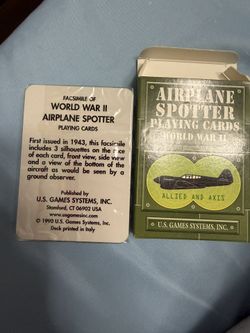 FACSIMILE OF
WORLD WAR II
AIRPLANE SPOTTER
PLAYING CARDS
First issued in 1943, this facsimile
includes 3 silhouettes on the face
of each card, front view, side view
and a view of the bottom of the
aircraft as would be seen by a
ground observer.
Published by
U.S. GAMES SYSTEMS, INC.
Stamford, CT 06902 USA
www.usgamesinc.com
© 1990 U.S. Games Systems, Inc.
Deck printed in Italy
AIRPLANE
SPOTTER
PLAYING CARDS
WORLD WAR II
ALLIED AND AXIS
U.S. GAMES SYSTEMS, INC.